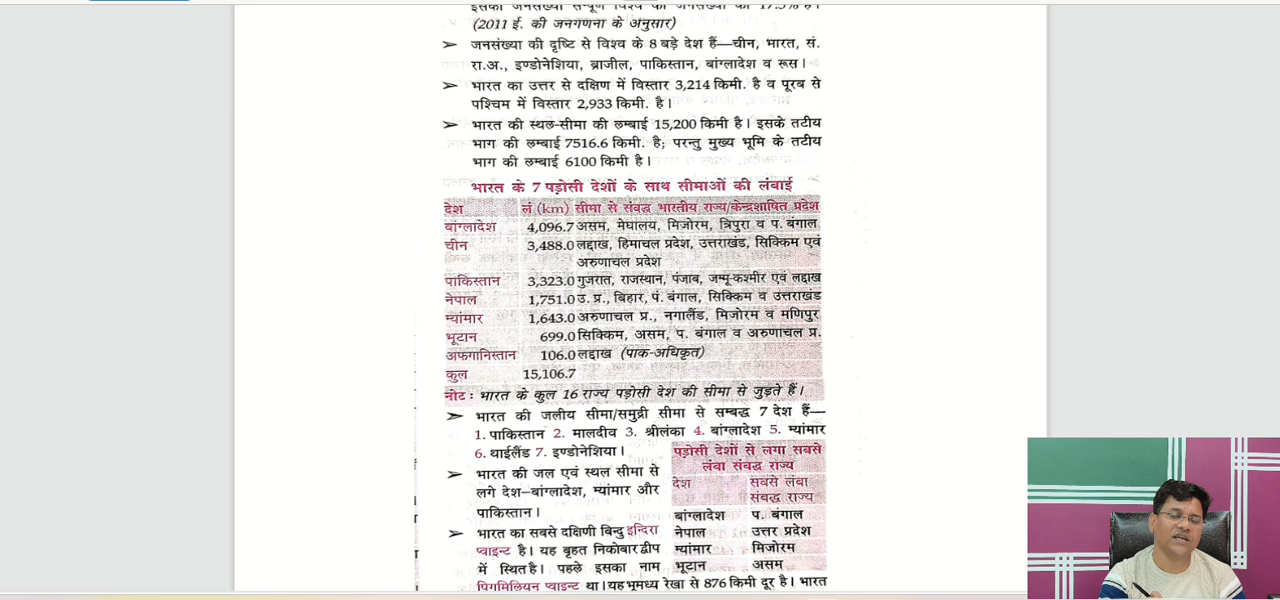 इसकी जनसंख्या सम्पूर्ण विश्व की जनसंख्या का 17.5% है।
(2011 ई. की जनगणना के अनुसार)
➢ जनसंख्या की दृष्टि से विश्व के 8 बड़े देश हैं—चीन, भारत, सं.
रा.अ., इण्डोनेशिया, ब्राजील, पाकिस्तान, बांग्लादेश व रूस।
➢ भारत का उत्तर से दक्षिण में विस्तार 3,214 किमी. है व पूरब से
पश्चिम में विस्तार 2,933 किमी. है।
➢ भारत की स्थल-सीमा की लम्बाई 15,200 किमी है। इसके तटीय
भाग की लम्बाई 7516.6 किमी. है; परन्तु मुख्य भूमि के तटीय
भाग की लम्बाई 6100 किमी है।
भारत के 7 पड़ोसी देशों के साथ सीमाओं की लंबाई
देश लं (km) सीमा से संबद्ध भारतीय राज्य/केन्द्रशाषित प्रदेश
बांग्लादेश 4,096.7 असम, मेघालय, मिजोरम, त्रिपुरा व प. बंगाल
चीन 3,488.0 लद्दाख, हिमाचल प्रदेश, उत्तराखंड, सिक्किम एवं
अरुणाचल प्रदेश
पाकिस्तान 3,323.0 गुजरात, राजस्थान, पंजाब, जम्मू-कश्मीर एवं लद्दाख
नेपाल 1,751.0 उ. प्र., बिहार, पं. बंगाल, सिक्किम व उत्तराखंड
म्यांमार 1,643.0 अरुणाचल प्र., नगालैंड, मिजोरम व मणिपुर
भूटान 699.0 सिक्किम, असम, प. बंगाल व अरुणाचल प्र.
अफगानिस्तान 106.0 लद्दाख (पाक-अधिकृत)
कुल 15,106.7
नोट : भारत के कुल 16 राज्य पड़ोसी देश की सीमा से जुड़ते हैं।
➢ भारत की जलीय सीमा/समुद्री सीमा से सम्बद्ध 7 देश हैं—
1. पाकिस्तान 2. मालदीव 3. श्रीलंका 4. बांग्लादेश 5. म्यांमार
6. थाईलैंड 7. इण्डोनेशिया।
➢ भारत की जल एवं स्थल सीमा से
लगे देश—बांग्लादेश, म्यांमार और
पाकिस्तान।
➢ भारत का सबसे दक्षिणी बिन्दु इन्दिरा
प्वाइन्ट है। यह बृहत निकोबार द्वीप
में स्थित है। पहले इसका नाम
पिगमिलियन प्वाइन्ट था। यह भूमध्य रेखा से 876 किमी दूर है। भारत
पड़ोसी देशों से लगा सबसे
लंबा संबद्ध राज्य
देश सबसे लंबा
संबद्ध राज्य
बांग्लादेश प. बंगाल
नेपाल उत्तर प्रदेश
म्यांमार मिजोरम
भूटान असम